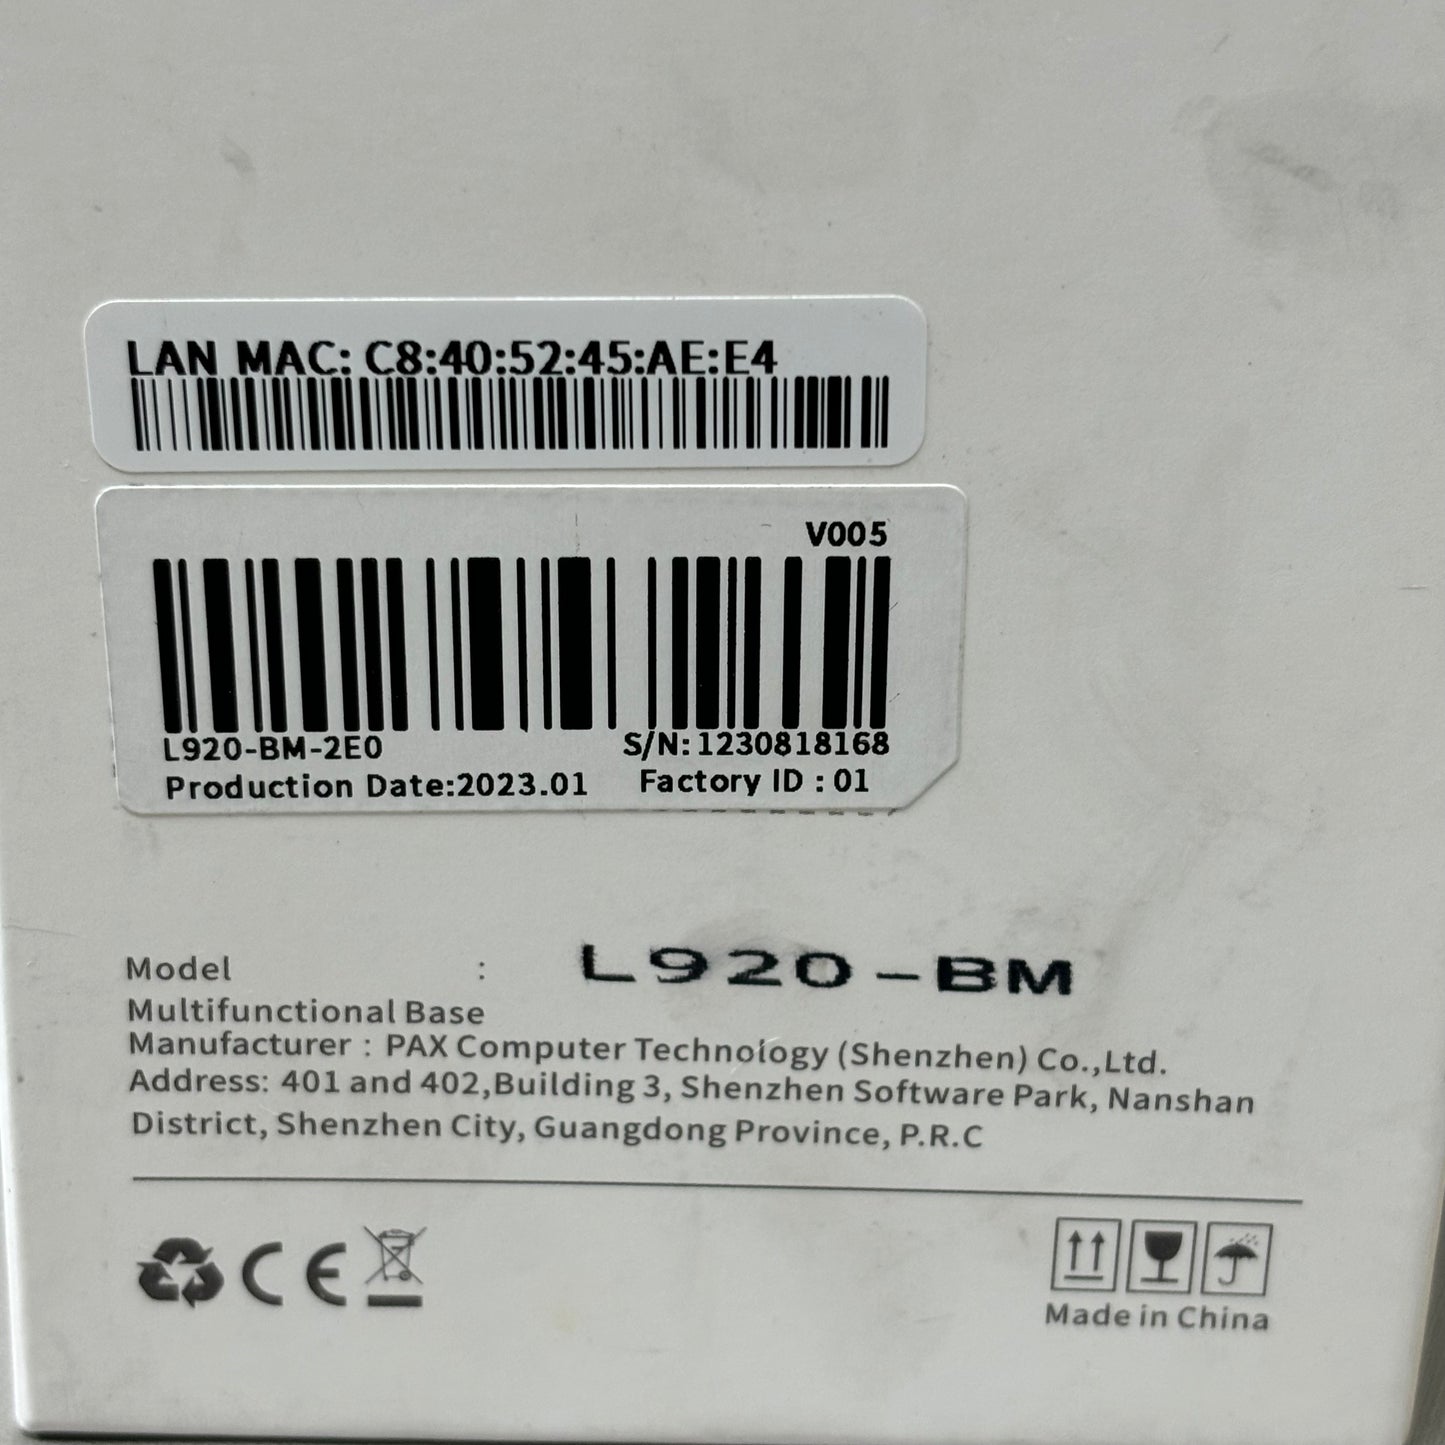 LAN MAC: C8:40:52:45:AE:E4
V005
L920-BM-2E0 S/N:1230818168
Production Date:2023.01 Factory ID : 01
Model : L920-BM
Multifunctional Base
Manufacturer : PAX Computer Technology (Shenzhen) Co.,Ltd.
Address: 401 and 402,Building 3, Shenzhen Software Park, Nanshan
District, Shenzhen City, Guangdong Province, P.R.C
CE
Made in China